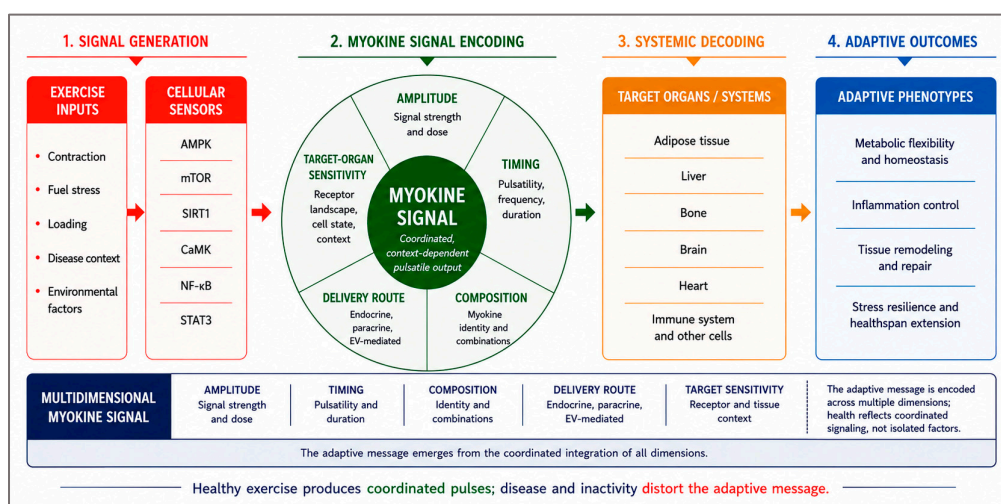 1. SIGNAL GENERATION
2. MYOKINE SIGNAL ENCODING
3. SYSTEMIC DECODING
4. ADAPTIVE OUTCOMES
EXERCISE
INPUTS
• Contraction
• Fuel stress
• Loading
• Disease context
• Environmental
factors
CELLULAR
SENSORS
AMPK
mTOR
SIRT1
CaMK
NF-κB
STAT3
AMPLITUDE
Signal strength
and dose
TIMING
Pulsatility,
frequency,
duration
COMPOSITION
Myokine
identity and
combinations
DELIVERY ROUTE
Endocrine,
paracrine,
EV-mediated
TARGET-ORGAN
SENSITIVITY
Receptor
landscape,
cell state,
context
MYOKINE
SIGNAL
Coordinated,
context-dependent
pulsatile output
TARGET ORGANS / SYSTEMS
Adipose tissue
Liver
Bone
Brain
Heart
Immune system
and other cells
ADAPTIVE PHENOTYPES
Metabolic flexibility
and homeostasis
Inflammation control
Tissue remodeling
and repair
Stress resilience and
healthspan extension
MULTIDIMENSIONAL
MYOKINE SIGNAL
AMPLITUDE
Signal strength
and dose
TIMING
Pulsatility and
duration
COMPOSITION
Identity and
combinations
DELIVERY ROUTE
Endocrine, paracrine,
EV-mediated
TARGET SENSITIVITY
Receptor and tissue
context
The adaptive message is encoded
across multiple dimensions;
health reflects coordinated
signaling, not isolated factors.
The adaptive message emerges from the coordinated integration of all dimensions.
Healthy exercise produces coordinated pulses; disease and inactivity distort the adaptive message.